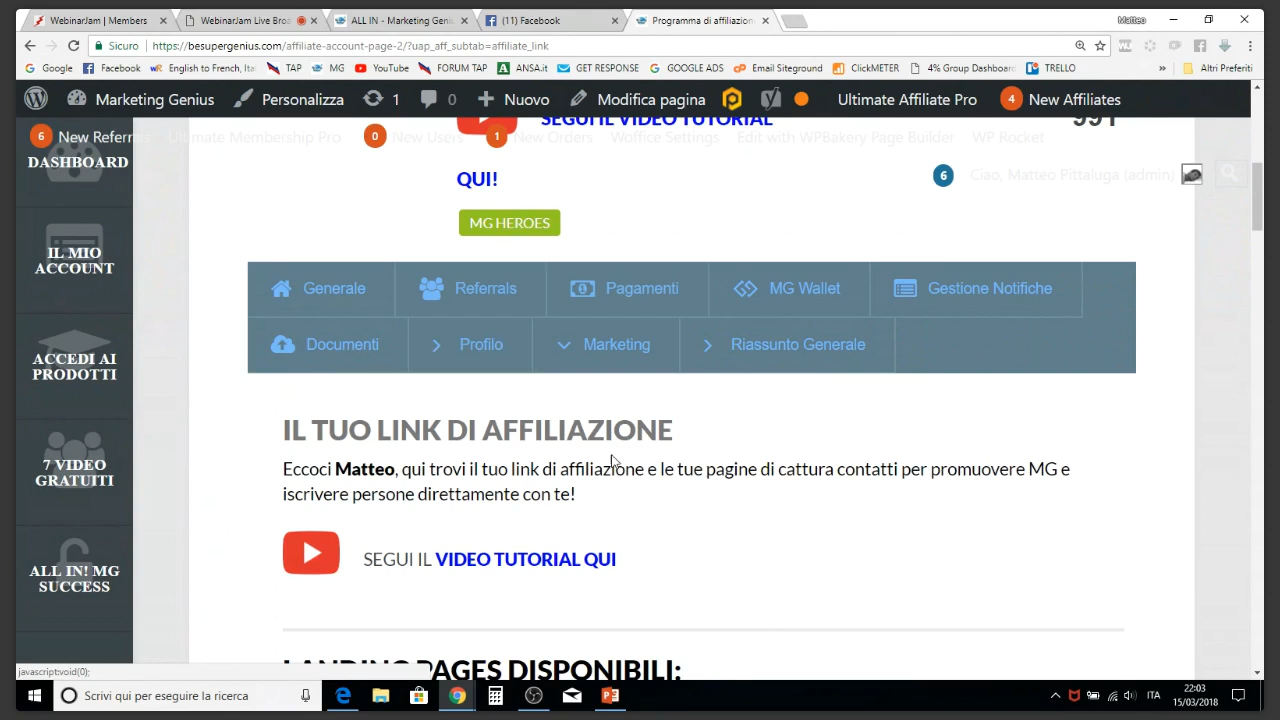 WebinarJam | Members
WebinarJam Live Broa
ALL IN - Marketing Geniu
(11) Facebook
Programma di affiliazion
Matteo
Sicuro
https://besupergenius.com/affiliate-account-page-2/?uap_aff_subtab=affiliate_link
Google
Facebook
English to French, Ital
TAP
MG
YouTube
FORUM TAP
ANSA.it
GET RESPONSE
GOOGLE ADS
Email Siteground
ClickMETER
4% Group Dashboard
TRELLO
»
Altri Preferiti
Marketing Genius
Personalizza
1
0
Nuovo
Modifica pagina
Ultimate Affiliate Pro
4 New Affiliates
6 New Referrals
Ultimate Membership Pro
0 New Users
1 New Orders
Woffice Settings
Edit with WPBakery Page Builder
WP Rocket
6
Ciao, Matteo Pittaluga (admin)
SEGUI IL VIDEO TUTORIAL
QUI!
991
MG HEROES
DASHBOARD
IL MIO
ACCOUNT
ACCEDI AI
PRODOTTI
7 VIDEO
GRATUITI
ALL IN! MG
SUCCESS
Generale
Referrals
Pagamenti
MG Wallet
Gestione Notifiche
Documenti
Profilo
Marketing
Riassunto Generale
IL TUO LINK DI AFFILIAZIONE
Eccoci Matteo, qui trovi il tuo link di affiliazione e le tue pagine di cattura contatti per promuovere MG e
iscrivere persone direttamente con te!
SEGUI IL VIDEO TUTORIAL QUI
LANDING PAGES DISPONIBILI:
javascript:void(0);
Scrivi qui per eseguire la ricerca
ITA
22:03
15/03/2018